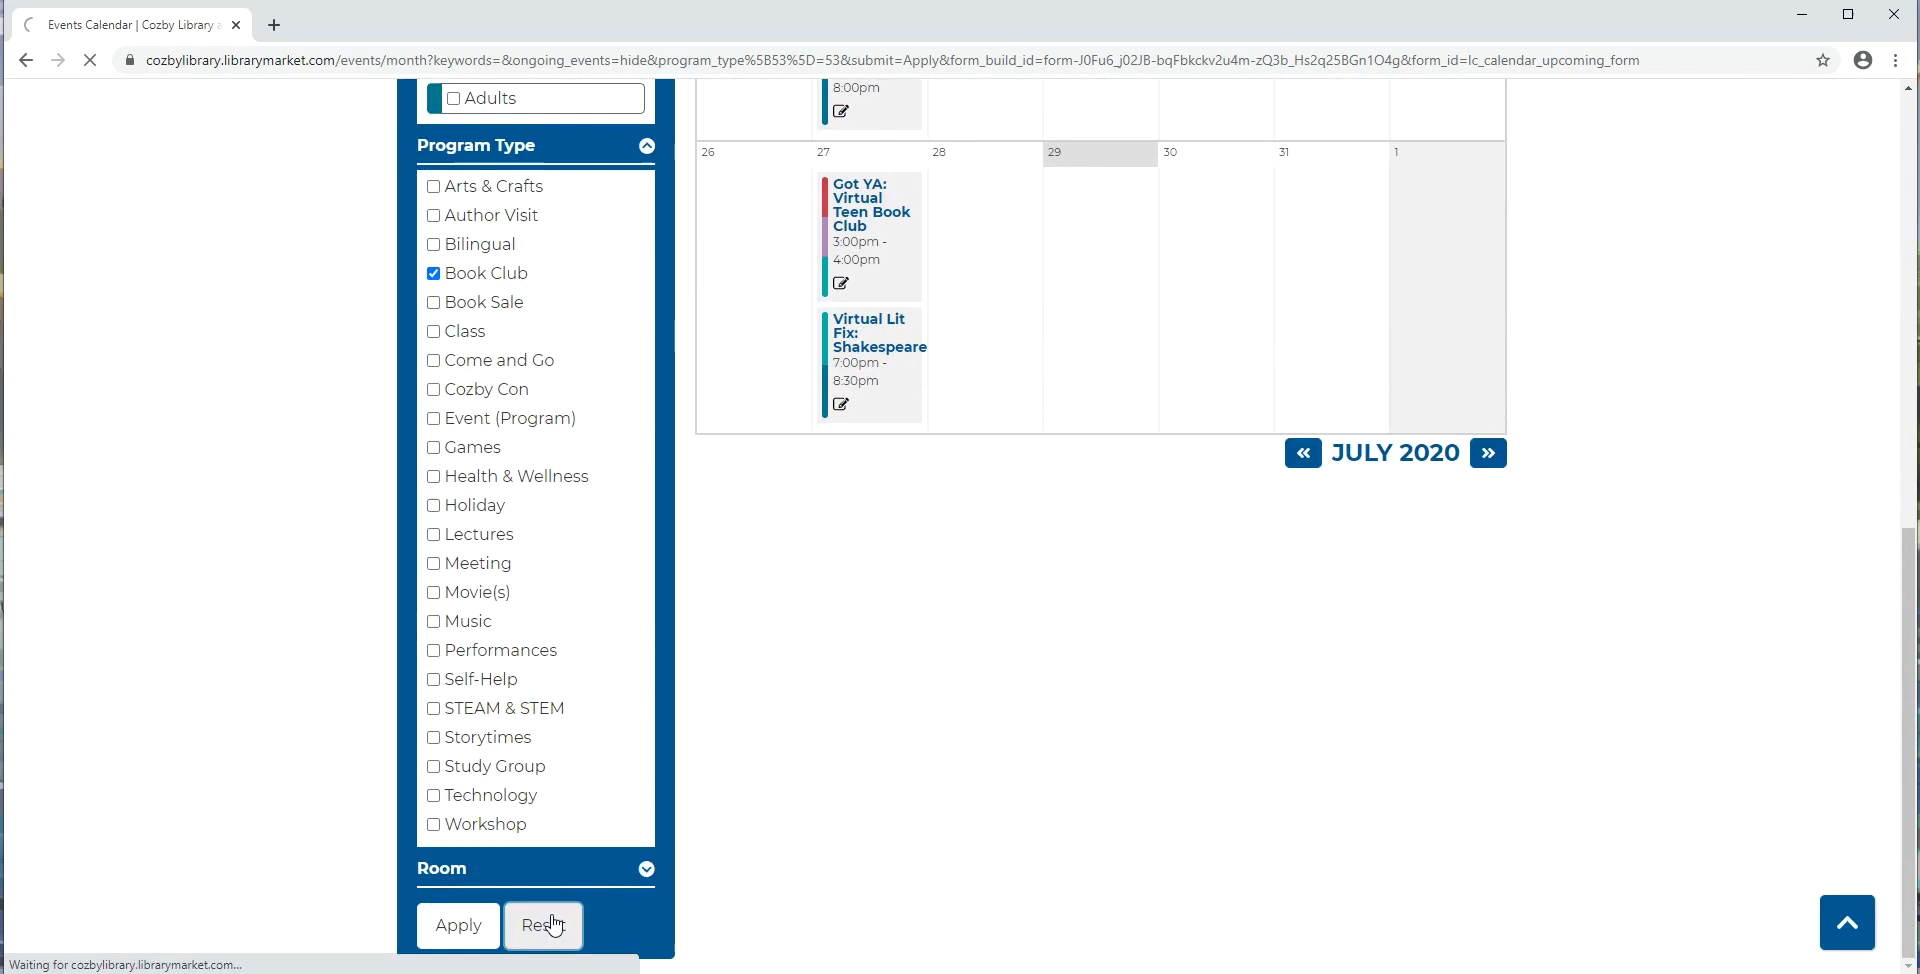 Events Calendar | Cozby Library a
cozbylibrary.librarymarket.com/events/month?keywords=&ongoing_events=hide&program_type%5B53%5D=53&submit=Apply&form_build_id=form-J0Fu6_j02JB-bqFbkckv2u4m-zQ3b_Hs2q25BGn1O4g&form_id=lc_calendar_upcoming_form
Adults
Program Type
Arts & Crafts
Author Visit
Bilingual
Book Club
Book Sale
Class
Come and Go
Cozby Con
Event (Program)
Games
Health & Wellness
Holiday
Lectures
Meeting
Movie(s)
Music
Performances
Self-Help
STEAM & STEM
Storytimes
Study Group
Technology
Workshop
Room
Apply
Reset
8:00pm
26 27 28 29 30 31 1
Got YA:
Virtual
Teen Book
Club
3:00pm -
4:00pm
Virtual Lit
Fix:
Shakespeare
7:00pm -
8:30pm
« JULY 2020 »
Waiting for cozbylibrary.librarymarket.com...